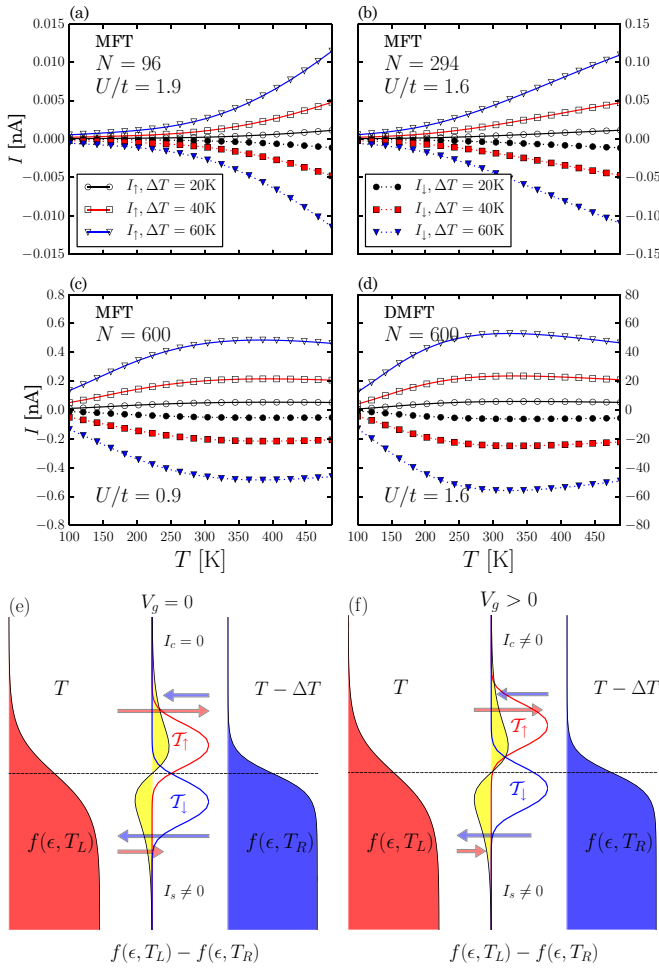 (a)
MFT
N = 96
U/t = 1.9
0.015
0.010
0.005
0.000
−0.005
−0.010
−0.015
I [nA]
I↑, ΔT = 20K
I↑, ΔT = 40K
I↑, ΔT = 60K
(b)
MFT
N = 294
U/t = 1.6
0.15
0.10
0.05
0.00
−0.05
−0.10
−0.15
I↓, ΔT = 20K
I↓, ΔT = 40K
I↓, ΔT = 60K
(c)
MFT
N = 600
U/t = 0.9
0.8
0.6
0.4
0.2
0.0
−0.2
−0.4
−0.6
−0.8
I [nA]
100 150 200 250 300 350 400 450
T [K]
(d)
DMFT
N = 600
U/t = 1.6
80
60
40
20
0
−20
−40
−60
−80
100 150 200 250 300 350 400 450
T [K]
(e)
V_g = 0
I_c = 0
T
T − ΔT
𝒯↑
𝒯↓
f(ϵ, T_L)
f(ϵ, T_R)
I_s ≠ 0
f(ϵ, T_L) − f(ϵ, T_R)
(f)
V_g > 0
I_c ≠ 0
T
T − ΔT
𝒯↑
𝒯↓
f(ϵ, T_L)
f(ϵ, T_R)
I_s ≠ 0
f(ϵ, T_L) − f(ϵ, T_R)